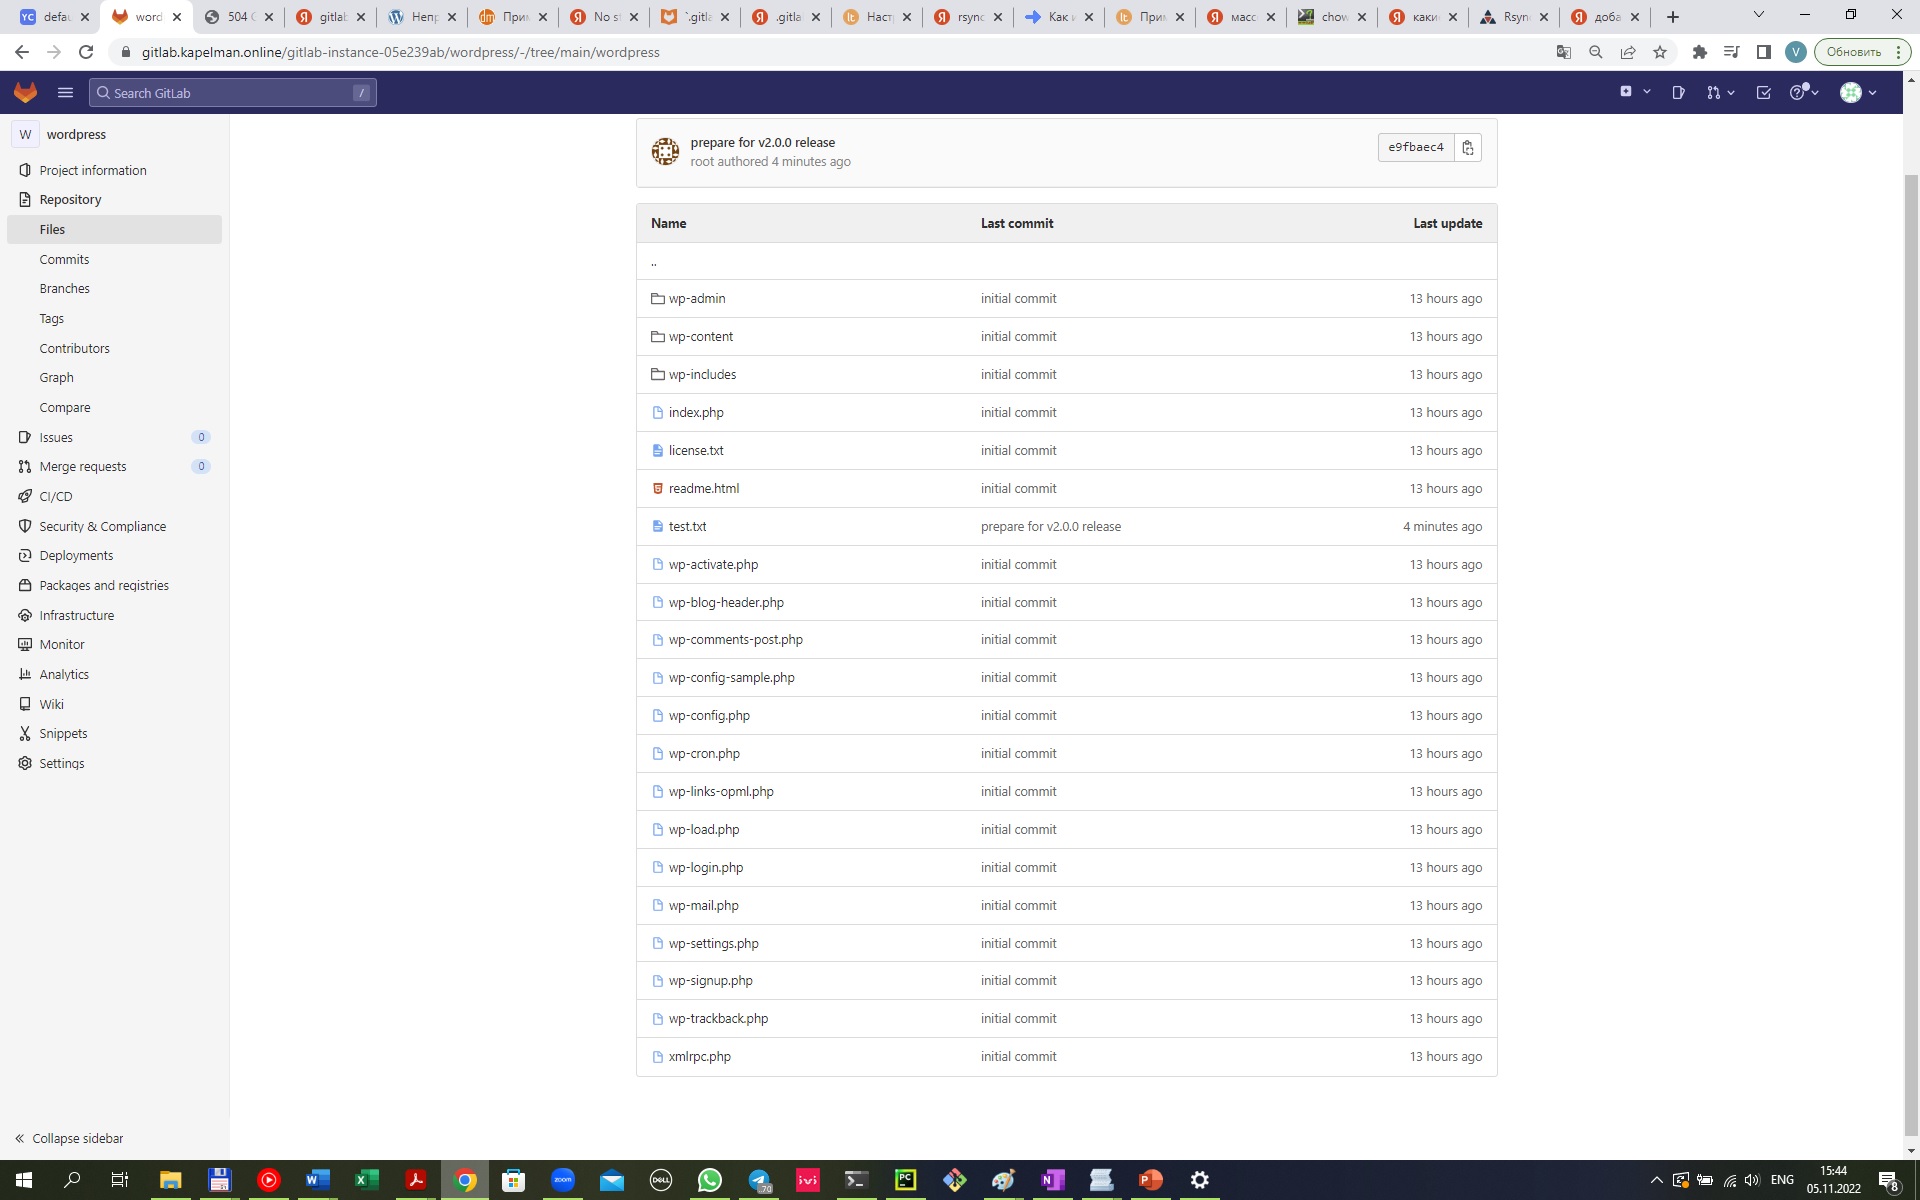 defau
word
504 G
gitlab
Непр
Прим
No st
`.gitla
.gitlab
Наст
rsync
Как и
Прим
масс
chow
какие
Rsync
доба
gitlab.kapelman.online/gitlab-instance-05e239ab/wordpress/-/tree/main/wordpress
V
Обновить
Search GitLab
/
W wordpress
Project information
Repository
Files
Commits
Branches
Tags
Contributors
Graph
Compare
Issues 0
Merge requests 0
CI/CD
Security & Compliance
Deployments
Packages and registries
Infrastructure
Monitor
Analytics
Wiki
Snippets
Settings
Collapse sidebar
prepare for v2.0.0 release
root authored 4 minutes ago
e9fbaec4
Name Last commit Last update
..
wp-admin initial commit 13 hours ago
wp-content initial commit 13 hours ago
wp-includes initial commit 13 hours ago
index.php initial commit 13 hours ago
license.txt initial commit 13 hours ago
readme.html initial commit 13 hours ago
test.txt prepare for v2.0.0 release 4 minutes ago
wp-activate.php initial commit 13 hours ago
wp-blog-header.php initial commit 13 hours ago
wp-comments-post.php initial commit 13 hours ago
wp-config-sample.php initial commit 13 hours ago
wp-config.php initial commit 13 hours ago
wp-cron.php initial commit 13 hours ago
wp-links-opml.php initial commit 13 hours ago
wp-load.php initial commit 13 hours ago
wp-login.php initial commit 13 hours ago
wp-mail.php initial commit 13 hours ago
wp-settings.php initial commit 13 hours ago
wp-signup.php initial commit 13 hours ago
wp-trackback.php initial commit 13 hours ago
xmlrpc.php initial commit 13 hours ago
ENG
15:44
05.11.2022
8